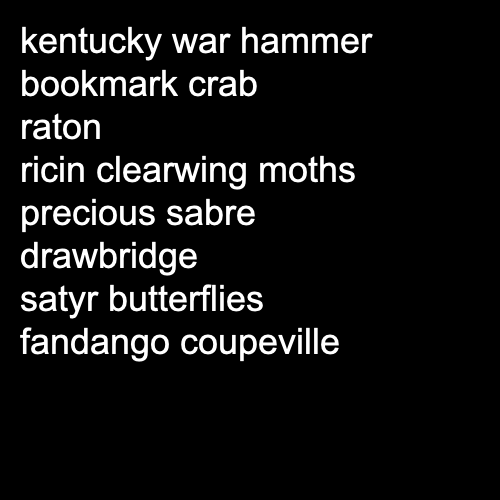 kentucky war hammer
bookmark crab
raton
ricin clearwing moths
precious sabre
drawbridge
satyr butterflies
fandango coupeville